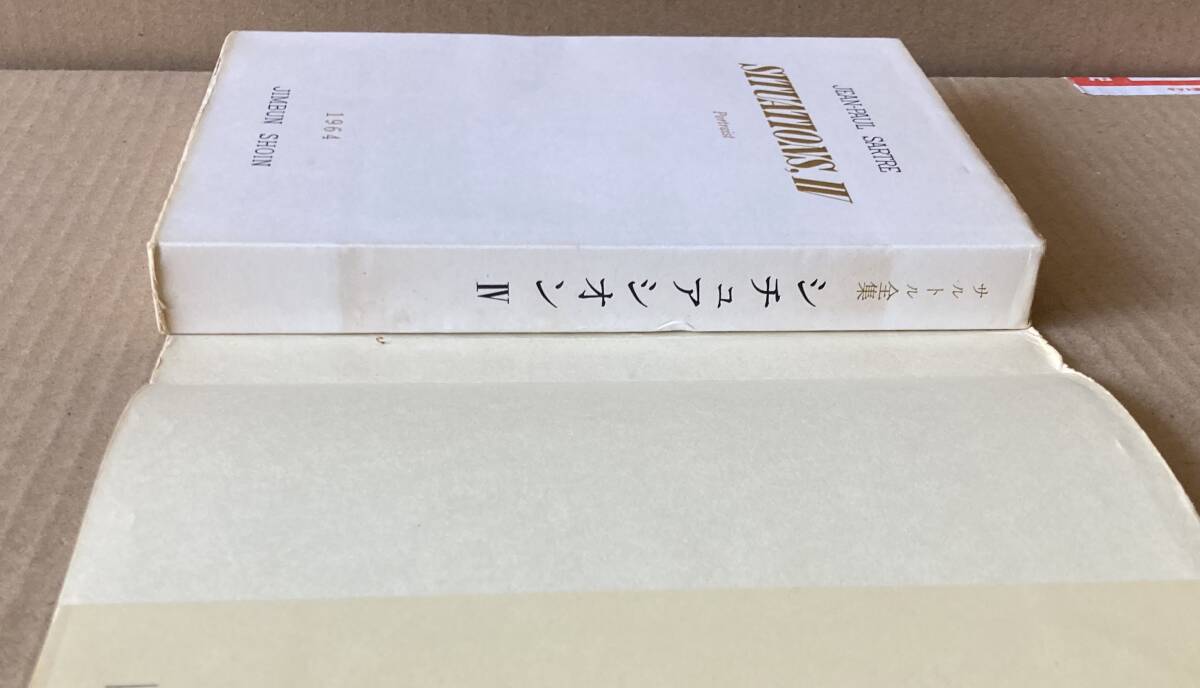 JEAN-PAUL SARTRE
SITUATIONS, IV
Portraits
1964
JIMBUN SHOIN
サルトル全集
シチュアシオン IV